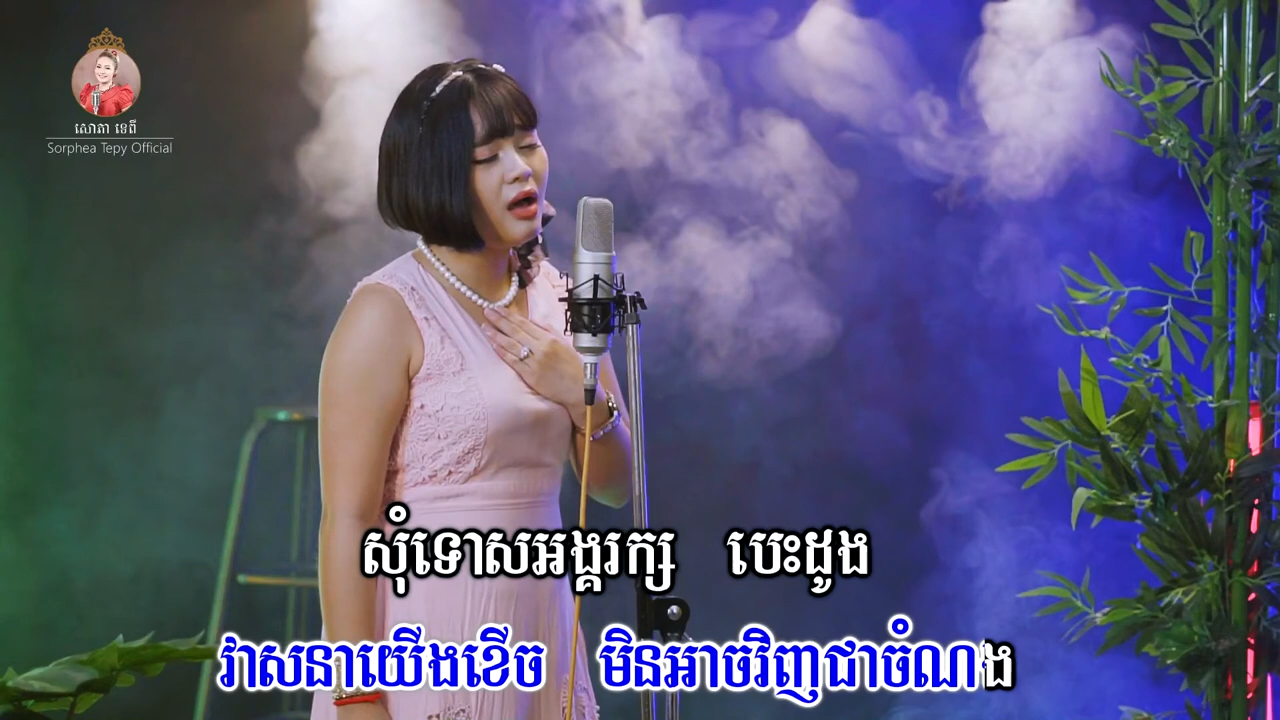 សោភា ទេពី
Sorphea Tepy Official
សុំទោសអង្គរក្ស បេះដូង
វាសនាយើងខើច មិនអាចវិញជាចំណង